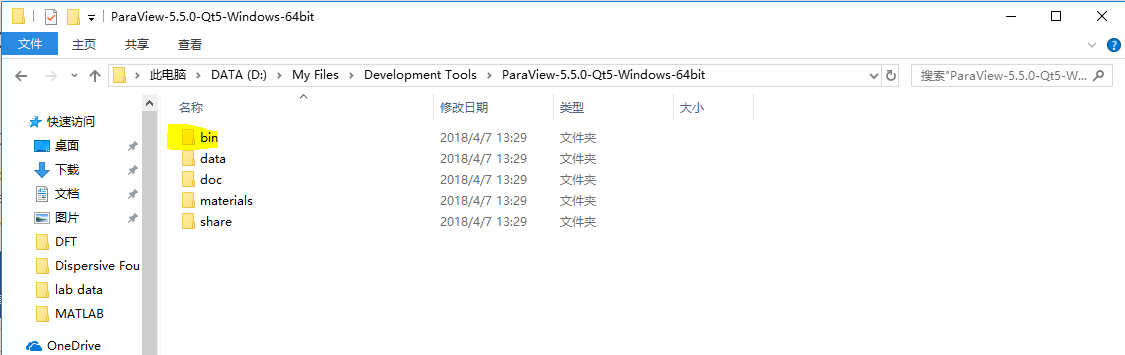 ParaView-5.5.0-Qt5-Windows-64bit
文件 主页 共享 查看
此电脑 DATA (D:) My Files Development Tools ParaView-5.5.0-Qt5-Windows-64bit 搜索"ParaView-5.5.0-Qt5-W...
名称 修改日期 类型 大小
快速访问
桌面
下载
文档
图片
DFT
Dispersive Fou
lab data
MATLAB
OneDrive
bin 2018/4/7 13:29 文件夹
data 2018/4/7 13:29 文件夹
doc 2018/4/7 13:29 文件夹
materials 2018/4/7 13:29 文件夹
share 2018/4/7 13:29 文件夹